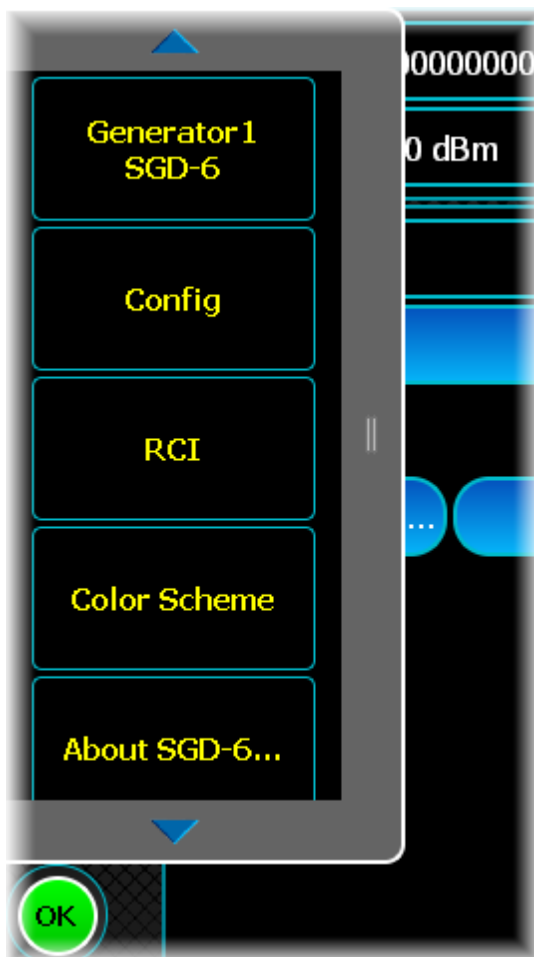 Generator1
SGD-6
Config
RCI
Color Scheme
About SGD-6...
0 dBm
...
OK